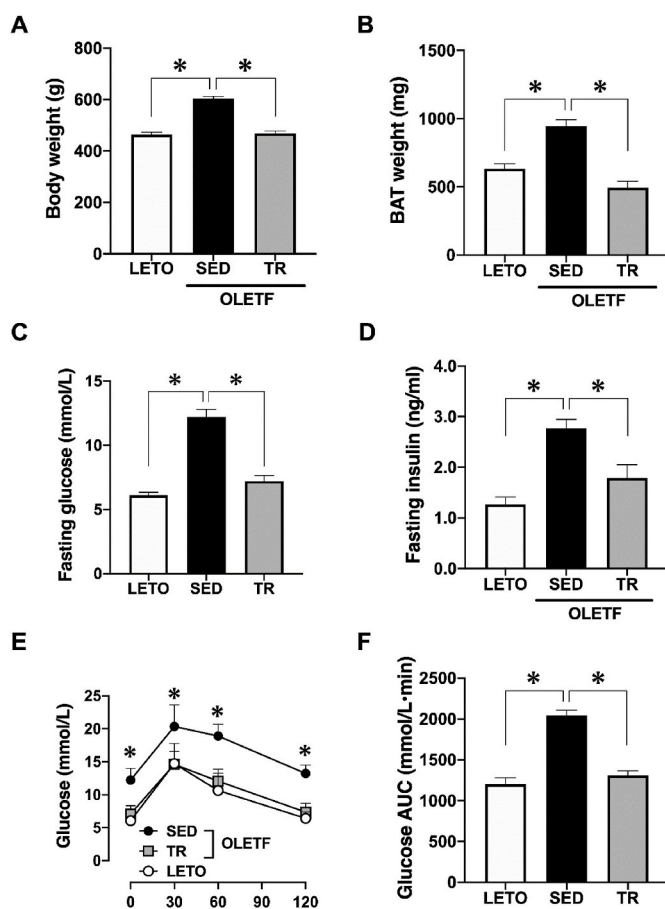 A
Body weight (g)
800
600
400
200
0
* *
LETO SED TR
OLETF
B
BAT weight (mg)
1500
1000
500
0
* *
LETO SED TR
OLETF
C
Fasting glucose (mmol/L)
15
10
5
0
* *
LETO SED TR
D
Fasting insulin (ng/ml)
4.0
3.0
2.0
1.0
0
* *
LETO SED TR
OLETF
E
Glucose (mmol/L)
25
20
15
10
5
0
* * * *
SED
TR
OLETF
LETO
0 30 60 90 120
F
Glucose AUC (mmol/L·min)
2500
2000
1500
1000
500
0
* *
LETO SED TR